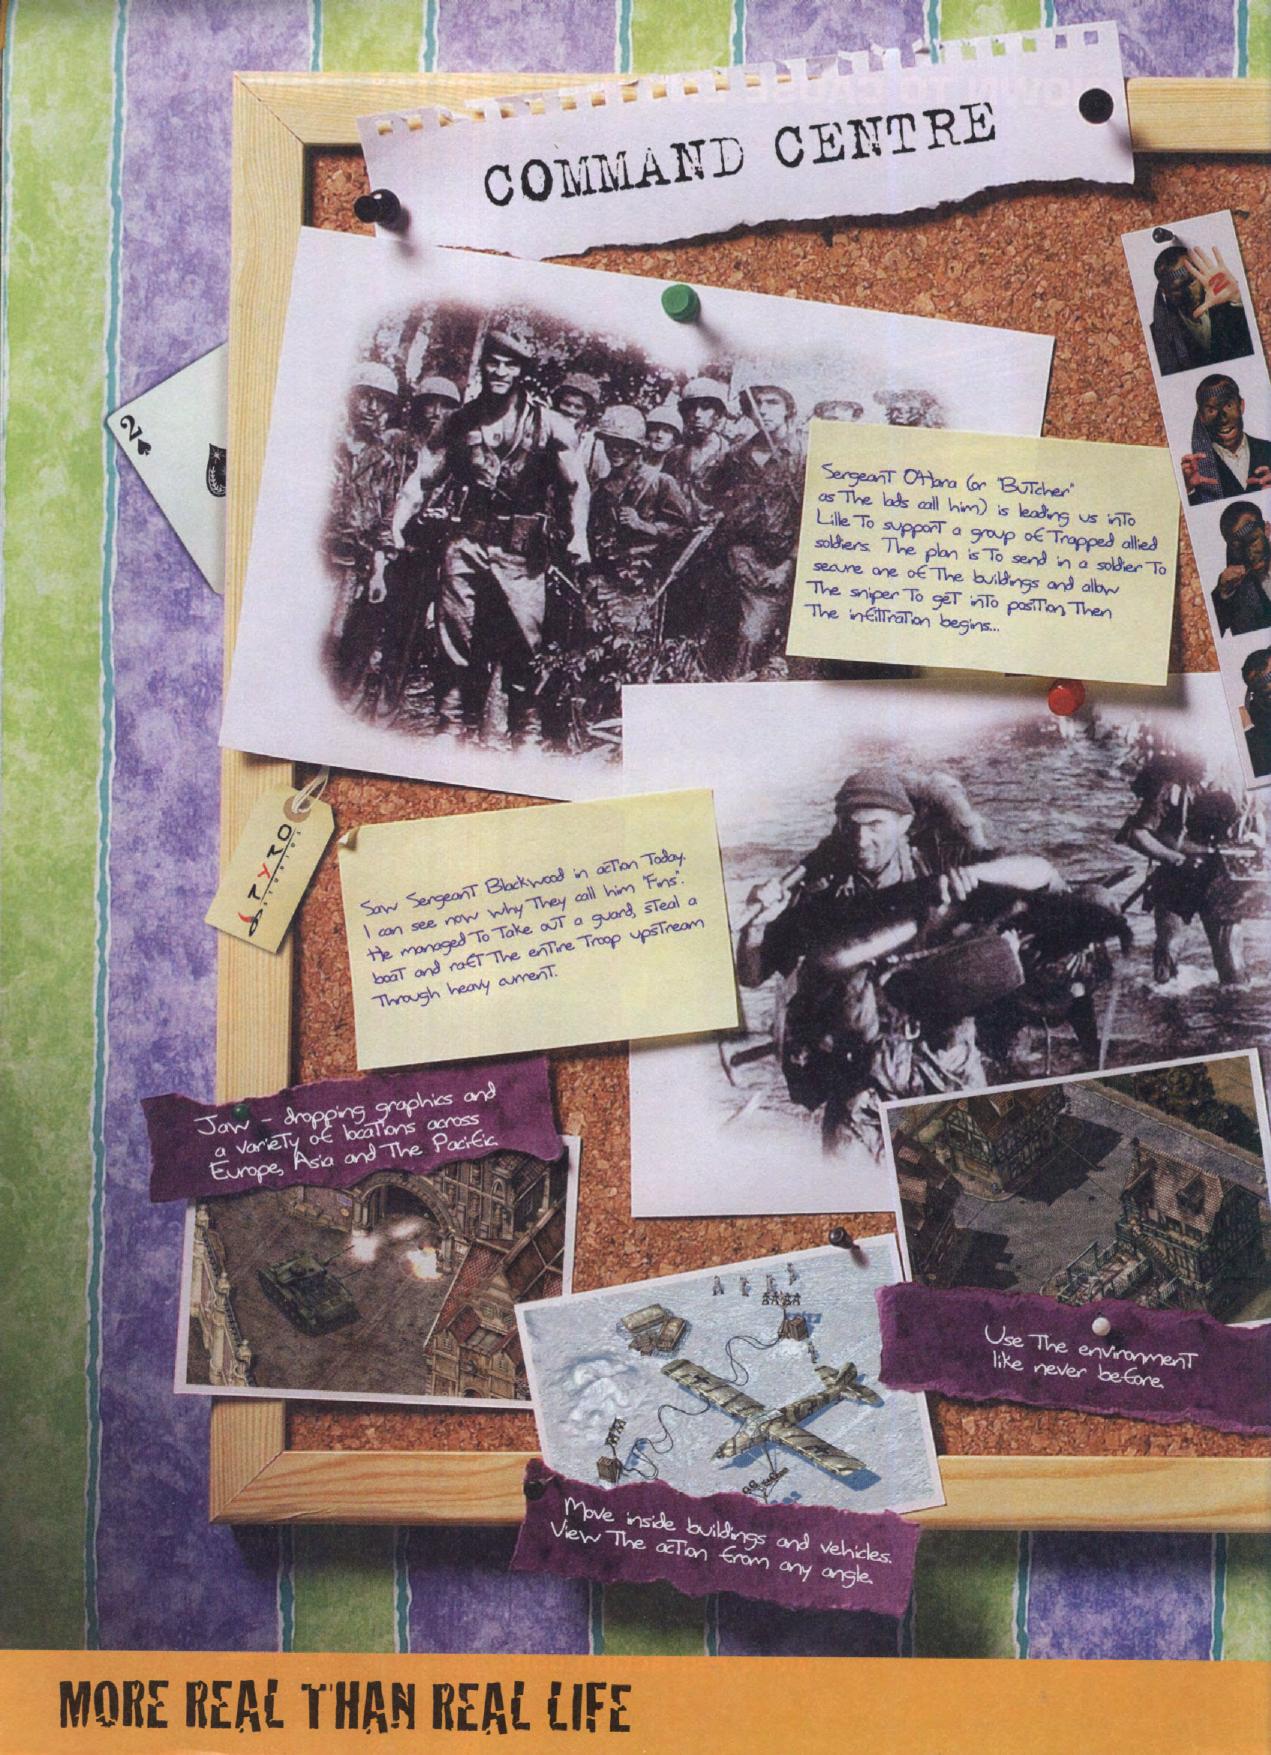 COMMAND CENTRE
2
Sergeant O'Hara (or "Butcher"
as The lads call him) is leading us into
Lille To support a group of Trapped allied
soldiers. The plan is To send in a soldier To
secure one of The buildings and allow
The sniper To get into position, Then
The infiltration begins...
PYRO
Saw Sergeant Blackwood in action Today.
I can see now why They call him "Fins".
He managed To Take out a guard, steal a
boat and raft The entire Troop upstream
Through heavy current.
Jaw - dropping graphics and
a variety of locations across
Europe, Asia and The Pacific.
Use The environment
like never before.
Move inside buildings and vehicles.
View The action from any angle.
MORE REAL THAN REAL LIFE